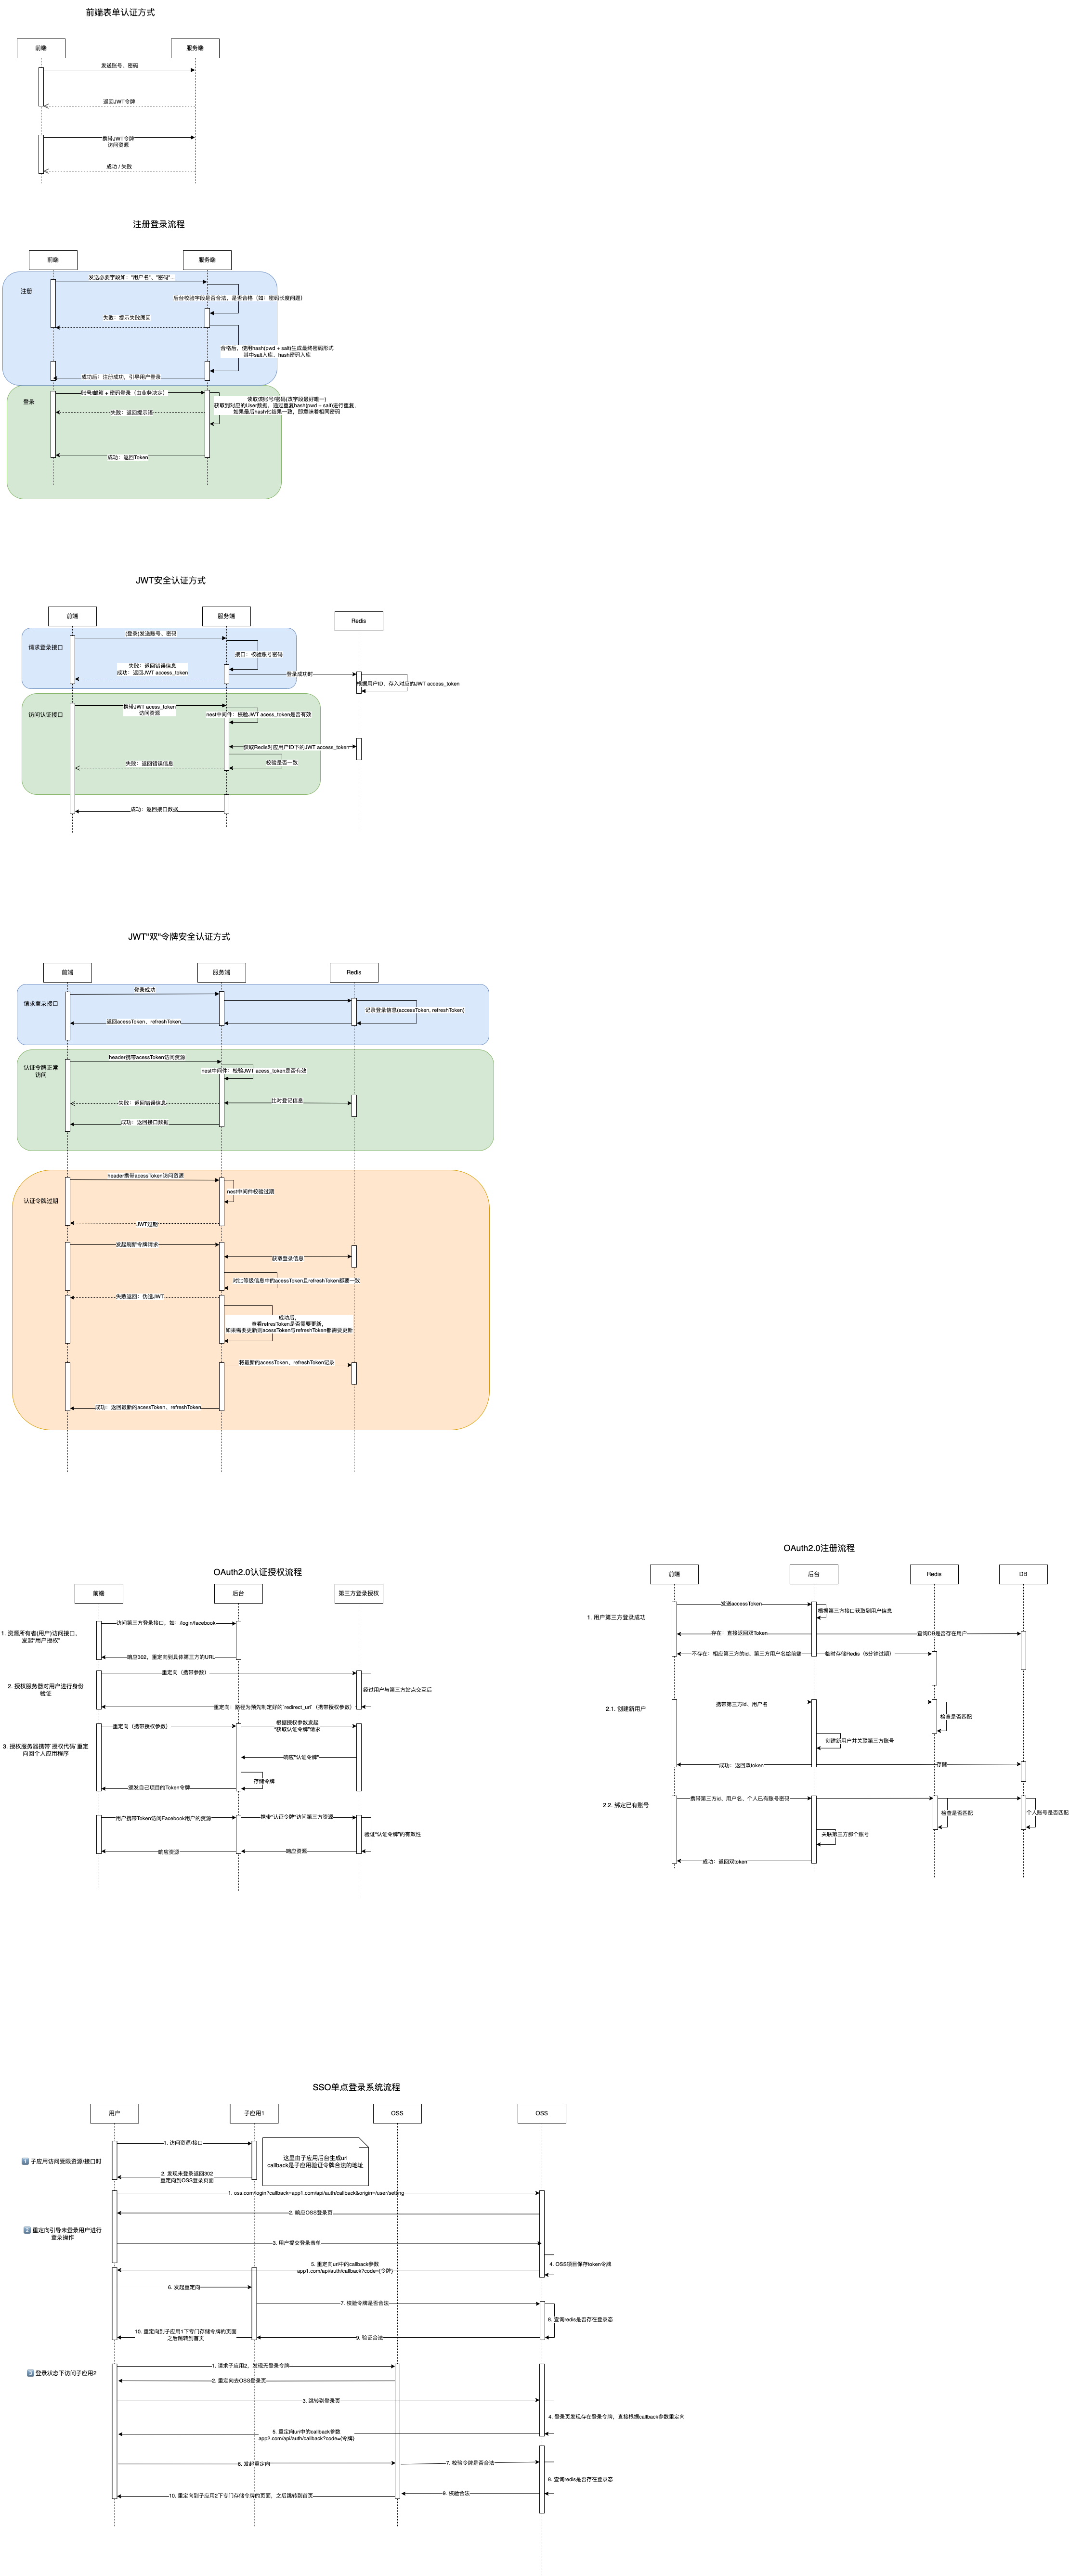 前端表单认证方式
前端
服务端
发送账号、密码
返回JWT令牌
携带JWT令牌
访问资源
成功 / 失败
注册登录流程
前端
服务端
注册
发送必要字段如："用户名"、"密码"...
后台校验字段是否合法，是否合格（如：密码长度问题）
失败：提示失败原因
合格后，使用hash(pwd + salt)生成最终密码形式
其中salt入库、hash密码入库
成功后：注册成功，引导用户登录
登录
账号/邮箱 + 密码登录（由业务决定）
读取该账号/密码(改字段最好唯一)
获取到对应的User数据，通过重复hash(pwd + salt)进行重复，
如果最后hash化结果一致，即意味着相同密码
失败：返回提示语
成功：返回Token
JWT安全认证方式
前端
服务端
Redis
请求登录接口
(登录)发送账号、密码
接口：校验账号密码
失败：返回错误信息
成功：返回JWT access_token
登录成功时
根据用户ID，存入对应的JWT access_token
访问认证接口
携带JWT acess_token
访问资源
nest中间件：校验JWT acess_token是否有效
获取Redis对应用户ID下的JWT access_token
校验是否一致
失败：返回错误信息
成功：返回接口数据
JWT"双"令牌安全认证方式
前端
服务端
Redis
请求登录接口
登录成功
记录登录信息(accessToken, refreshToken)
返回acessToken、refreshToken
认证令牌正常
访问
header携带acessToken访问资源
nest中间件：校验JWT acess_token是否有效
失败：返回错误信息
比对登记信息
成功：返回接口数据
认证令牌过期
header携带acessToken访问资源
nest中间件校验过期
JWT过期
发起刷新令牌请求
获取登录信息
对比等级信息中的acessToken且refreshToken都要一致
失败返回：伪造JWT
成功后，
查看refresToken是否需要更新，
如果需要更新则acessToken与refreshToken都需要更新
将最新的acessToken、refreshToken记录
成功：返回最新的acessToken、refreshToken
OAuth2.0认证授权流程
前端
后台
第三方登录授权
1. 资源所有者(用户)访问接口，
发起"用户授权"
访问第三方登录接口，如：/login/facebook
响应302，重定向到具体第三方的URL
2. 授权服务器对用户进行身份
验证
重定向（携带参数）
经过用户与第三方站点交互后
重定向：路径为预先制定好的`redirect_url`（携带授权参数）
3. 授权服务器携带`授权代码`重定
向回个人应用程序
重定向（携带授权参数）
根据授权参数发起
"获取认证令牌"请求
响应"认证令牌"
存储令牌
颁发自己项目的Token令牌
用户携带Token访问Facebook用户的资源
携带"认证令牌"访问第三方资源
验证"认证令牌"的有效性
响应资源
响应资源
OAuth2.0注册流程
前端
后台
Redis
DB
1. 用户第三方登录成功
发送accessToken
根据第三方接口获取到用户信息
存在：直接返回双Token
查询DB是否存在用户
不存在：相应第三方的id、第三方用户名给前端
临时存储Redis（5分钟过期）
2.1. 创建新用户
携带第三方id、用户名
检查是否匹配
创建新用户并关联第三方账号
成功：返回双token
存储
2.2. 绑定已有账号
携带第三方id、用户名、个人已有账号密码
检查是否匹配
个人账号是否匹配
关联第三方那个账号
成功：返回双token
SSO单点登录系统流程
用户
子应用1
OSS
OSS
1 子应用访问受限资源/接口时
1. 访问资源/接口
这里由子应用后台生成url
callback是子应用验证令牌合法的地址
2. 发现未登录返回302
重定向到OSS登录页面
1. oss.com/login?callback=app1.com/api/auth/callback&origin=/user/setting
2. 响应OSS登录页
2 重定向引导未登录用户进行
登录操作
3. 用户提交登录表单
4. OSS项目保存token令牌
5. 重定向url中的callback参数
app1.com/api/auth/callback?code={令牌}
6. 发起重定向
7. 校验令牌是否合法
8. 查询redis是否存在登录态
9. 验证合法
10. 重定向到子应用1下专门存储令牌的页面
之后跳转到首页
3 登录状态下访问子应用2
1. 请求子应用2，发现无登录令牌
2. 重定向去OSS登录页
3. 跳转到登录页
4. 登录页发现存在登录令牌，直接根据callback参数重定向
5. 重定向url中的callback参数
app2.com/api/auth/callback?code={令牌}
6. 发起重定向
7. 校验令牌是否合法
8. 查询redis是否存在登录态
9. 校验合法
10. 重定向到子应用2下专门存储令牌的页面，之后跳转到首页